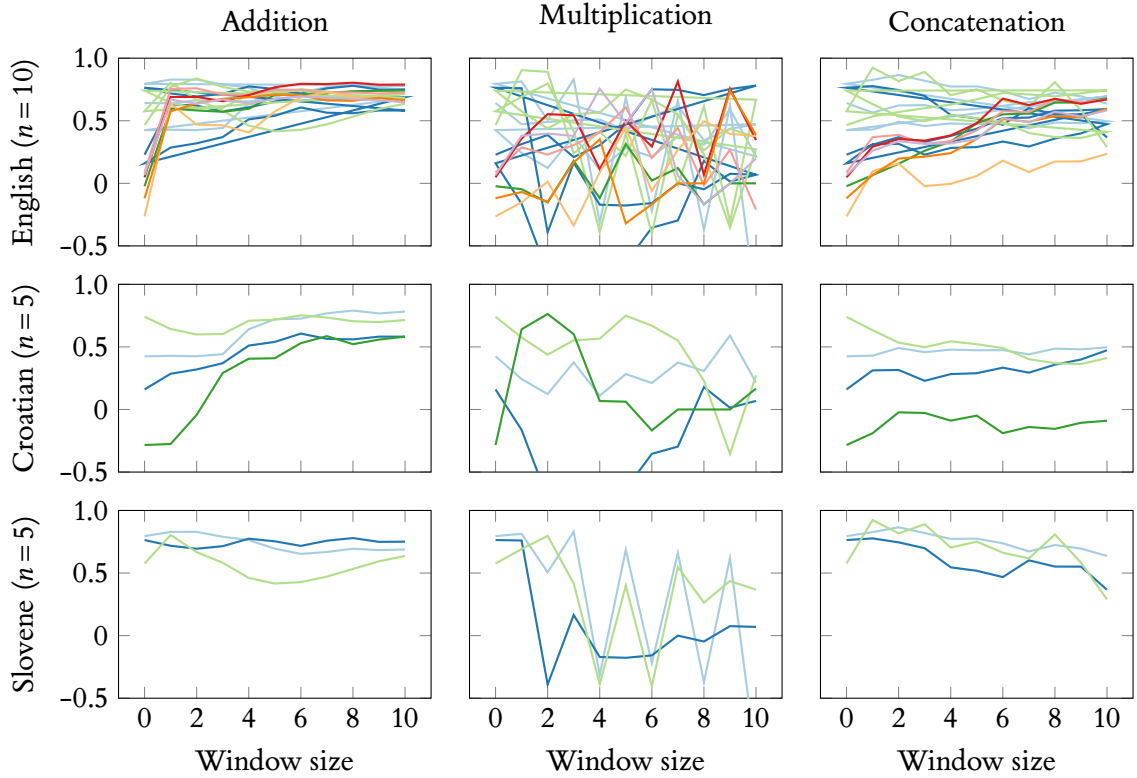 Addition Multiplication Concatenation
English (n = 10)
1.0
0.5
0
−0.5
Croatian (n = 5)
1.0
0.5
0
−0.5
Slovene (n = 5)
1.0
0.5
0
−0.5
0 2 4 6 8 10 0 2 4 6 8 10 0 2 4 6 8 10
Window size Window size Window size